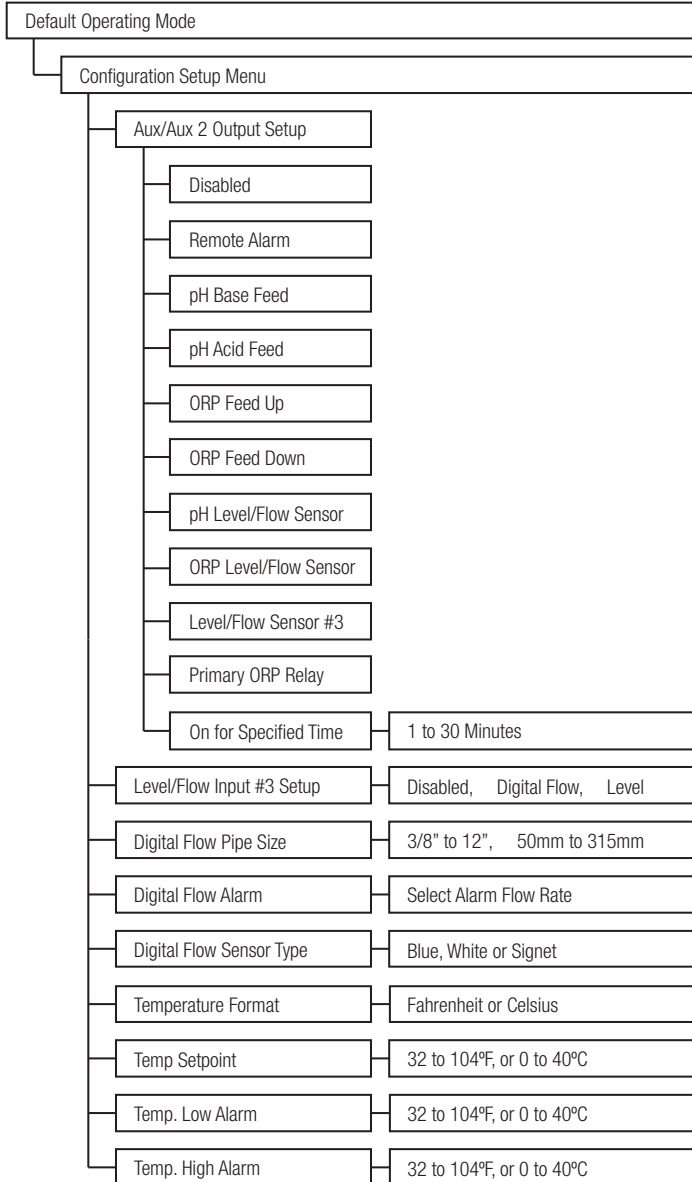 Default Operating Mode
Configuration Setup Menu
Aux/Aux 2 Output Setup
Disabled
Remote Alarm
pH Base Feed
pH Acid Feed
ORP Feed Up
ORP Feed Down
pH Level/Flow Sensor
ORP Level/Flow Sensor
Level/Flow Sensor #3
Primary ORP Relay
On for Specified Time 1 to 30 Minutes
Level/Flow Input #3 Setup Disabled, Digital Flow, Level
Digital Flow Pipe Size 3/8” to 12”, 50mm to 315mm
Digital Flow Alarm Select Alarm Flow Rate
Digital Flow Sensor Type Blue, White or Signet
Temperature Format Fahrenheit or Celsius
Temp Setpoint 32 to 104ºF, or 0 to 40ºC
Temp. Low Alarm 32 to 104ºF, or 0 to 40ºC
Temp. High Alarm 32 to 104ºF, or 0 to 40ºC